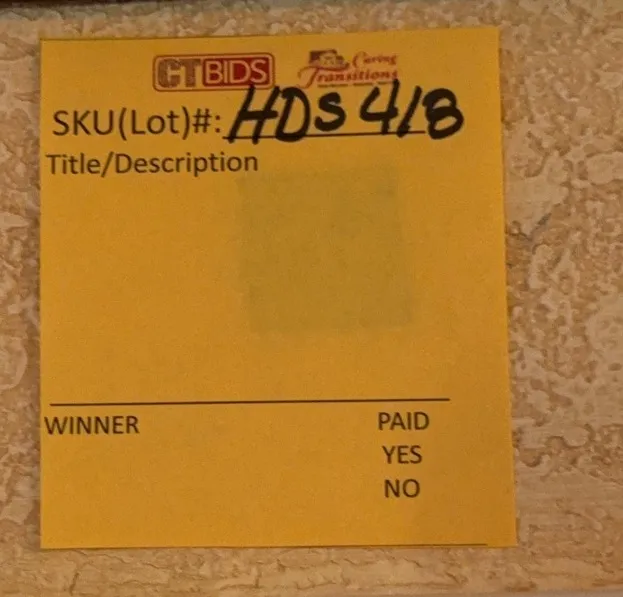 CTBIDS Caring Transitions
SKU(Lot)#: HDS 418
Title/Description
WINNER PAID
YES
NO